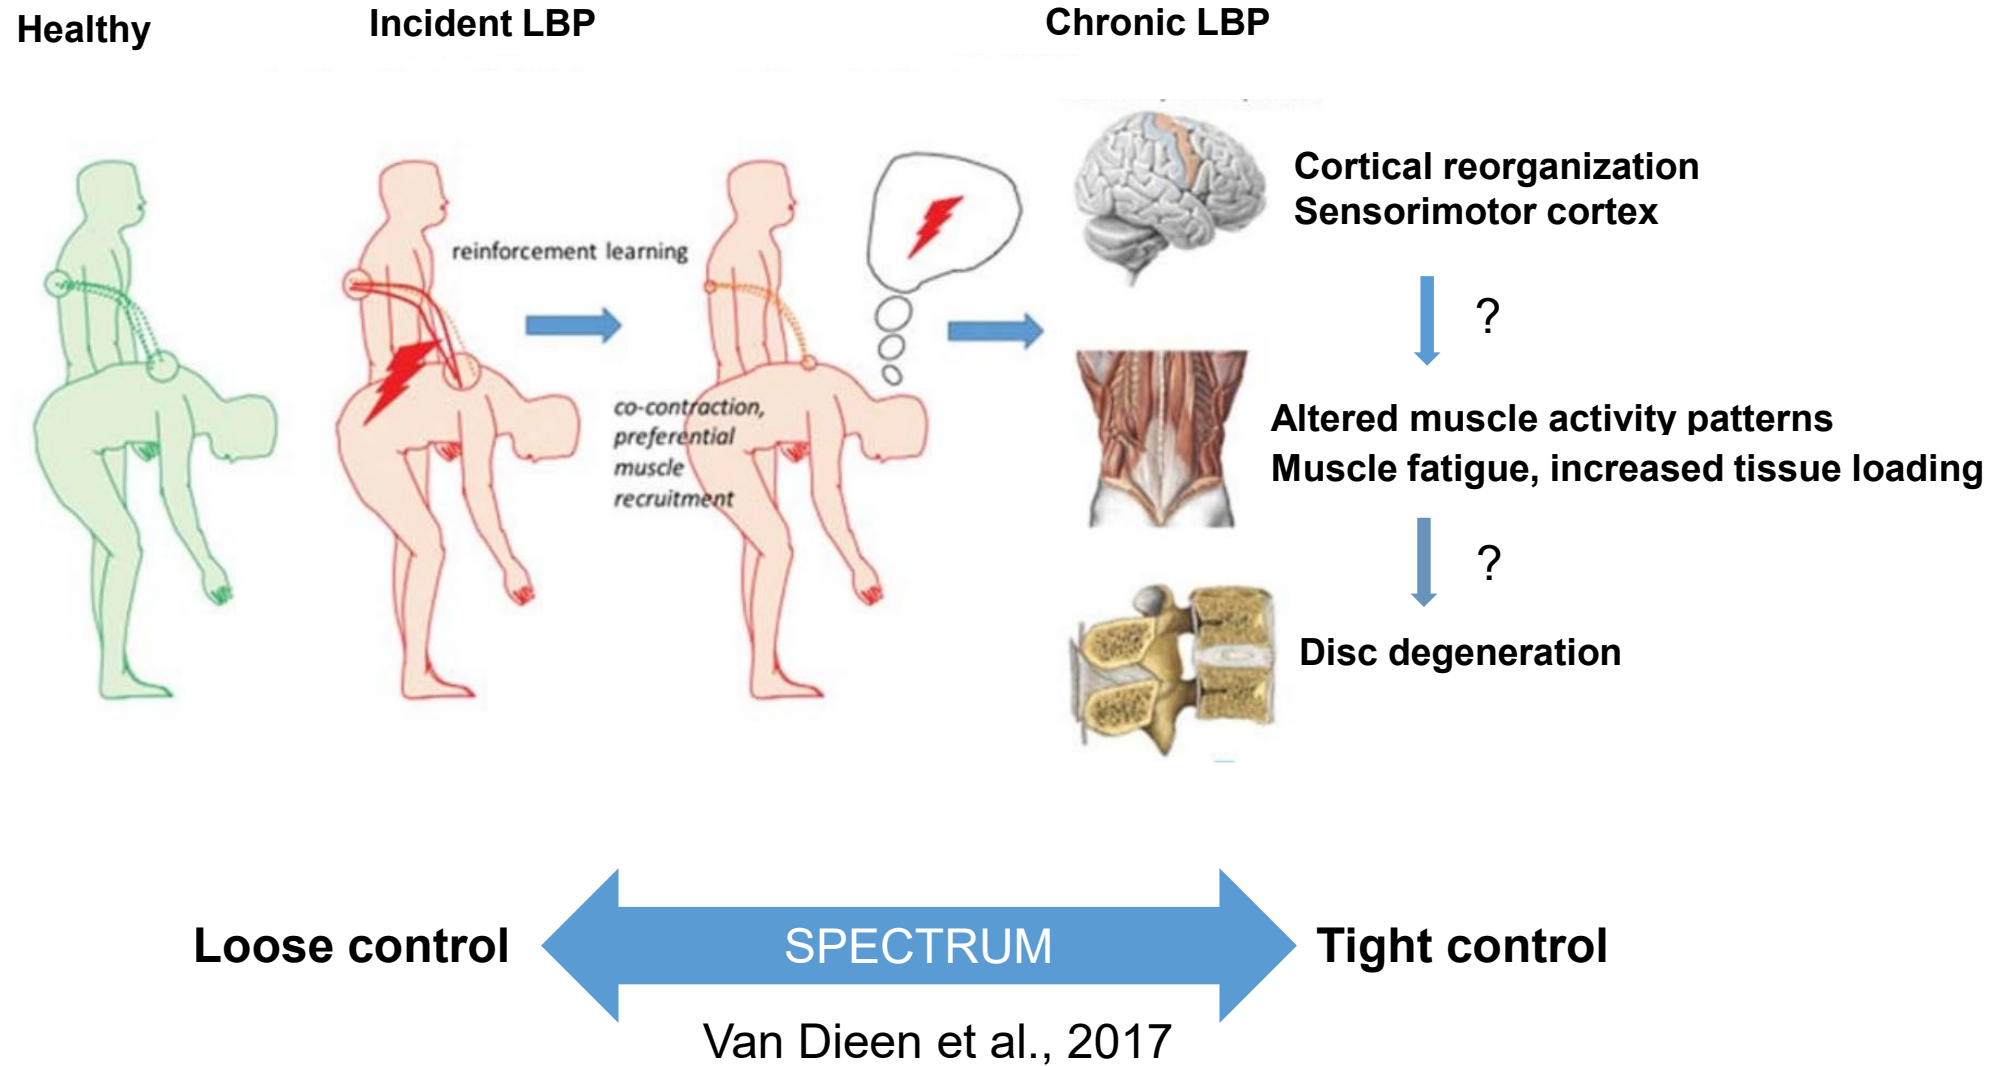 Healthy
Incident LBP
Chronic LBP
Cortical reorganization
Sensorimotor cortex
reinforcement learning
?
co-contraction,
preferential
muscle
recruitment
Altered muscle activity patterns
Muscle fatigue, increased tissue loading
?
Disc degeneration
Loose control
SPECTRUM
Tight control
Van Dieen et al., 2017